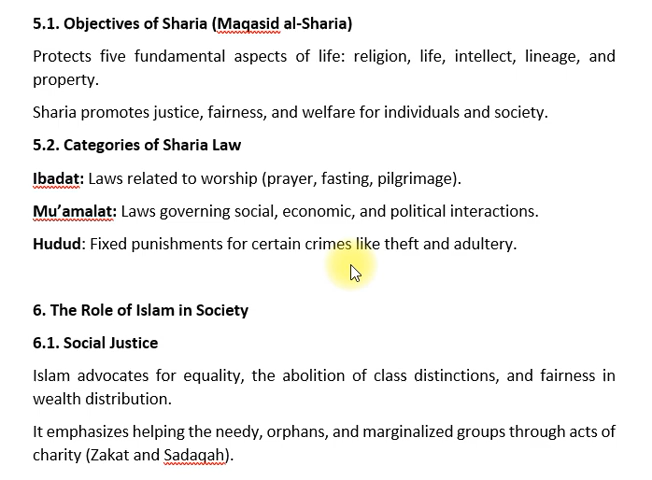 5.1. Objectives of Sharia (Maqasid al-Sharia)
Protects five fundamental aspects of life: religion, life, intellect, lineage, and
property.
Sharia promotes justice, fairness, and welfare for individuals and society.
5.2. Categories of Sharia Law
Ibadat: Laws related to worship (prayer, fasting, pilgrimage).
Mu’amalat: Laws governing social, economic, and political interactions.
Hudud: Fixed punishments for certain crimes like theft and adultery.
6. The Role of Islam in Society
6.1. Social Justice
Islam advocates for equality, the abolition of class distinctions, and fairness in
wealth distribution.
It emphasizes helping the needy, orphans, and marginalized groups through acts of
charity (Zakat and Sadaqah).